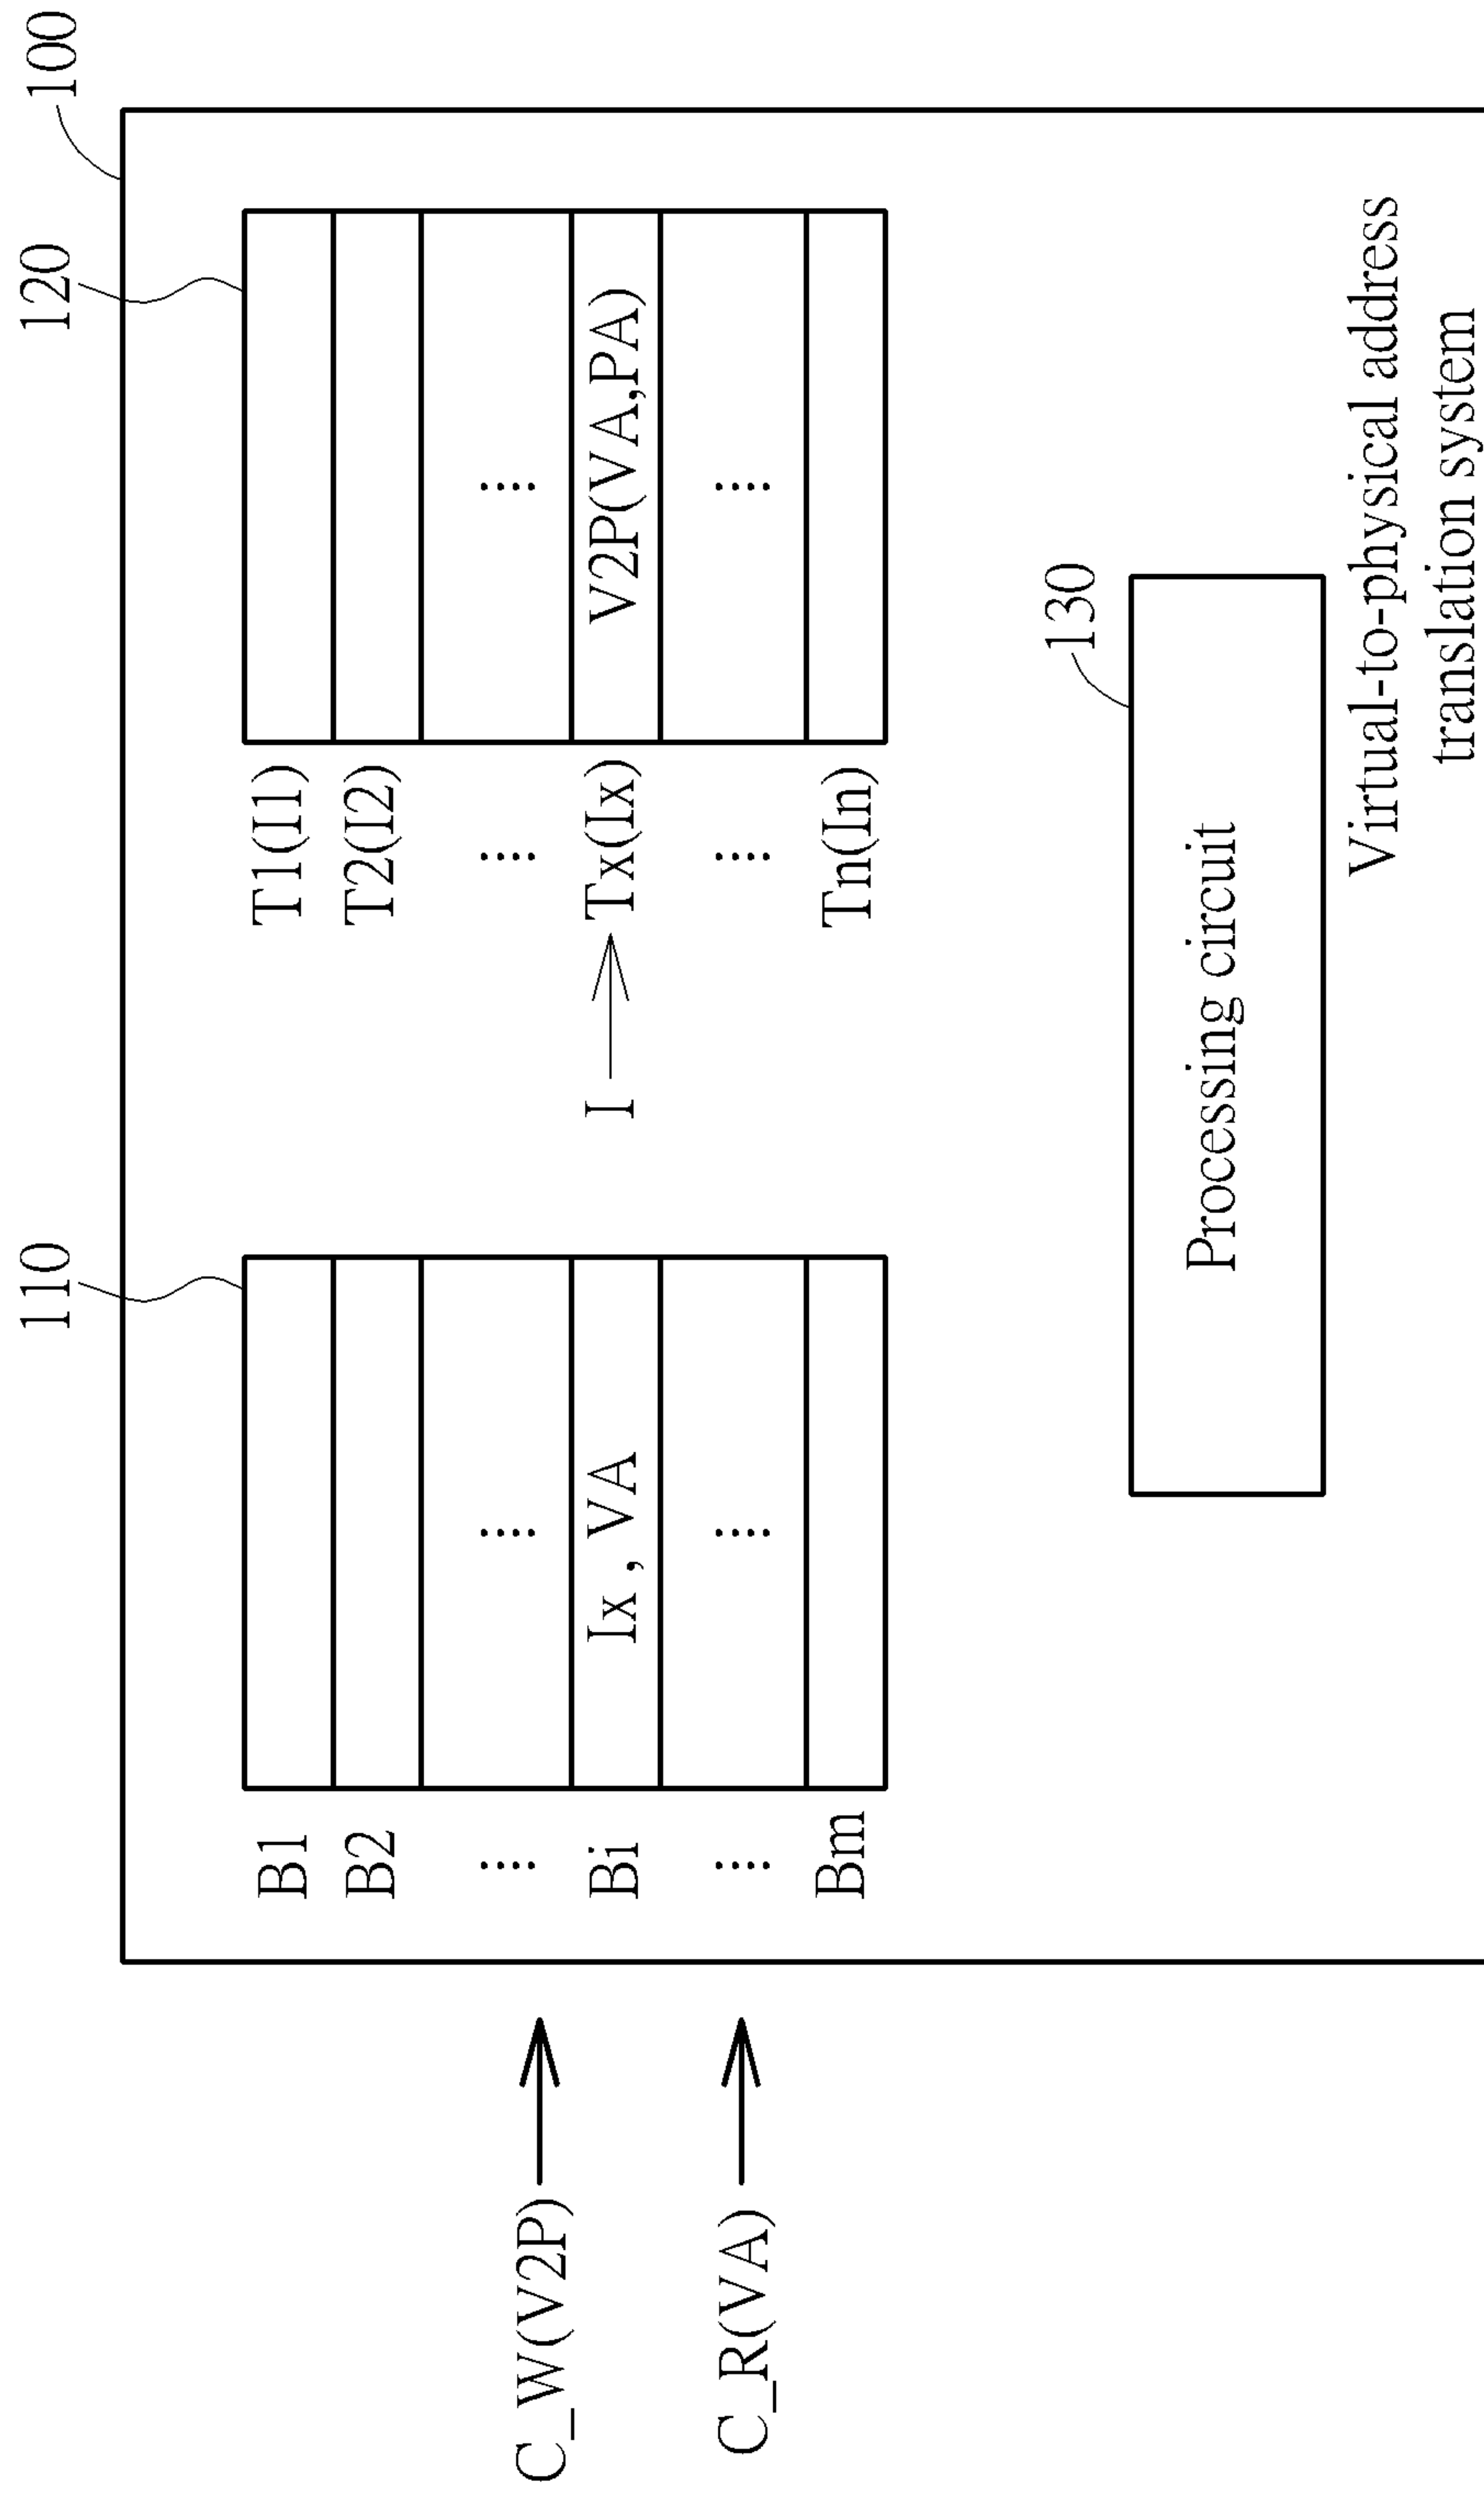 100
110
120
B1
T1(I1)
B2
T2(I2)
C_W(V2P)
....
....
....
....
Bi
Ix , VA
I
Tx(Ix)
V2P(VA,PA)
C_R(VA)
....
....
....
....
Bm
Tn(In)
130
Processing circuit
Virtual-to-physical address
translation system